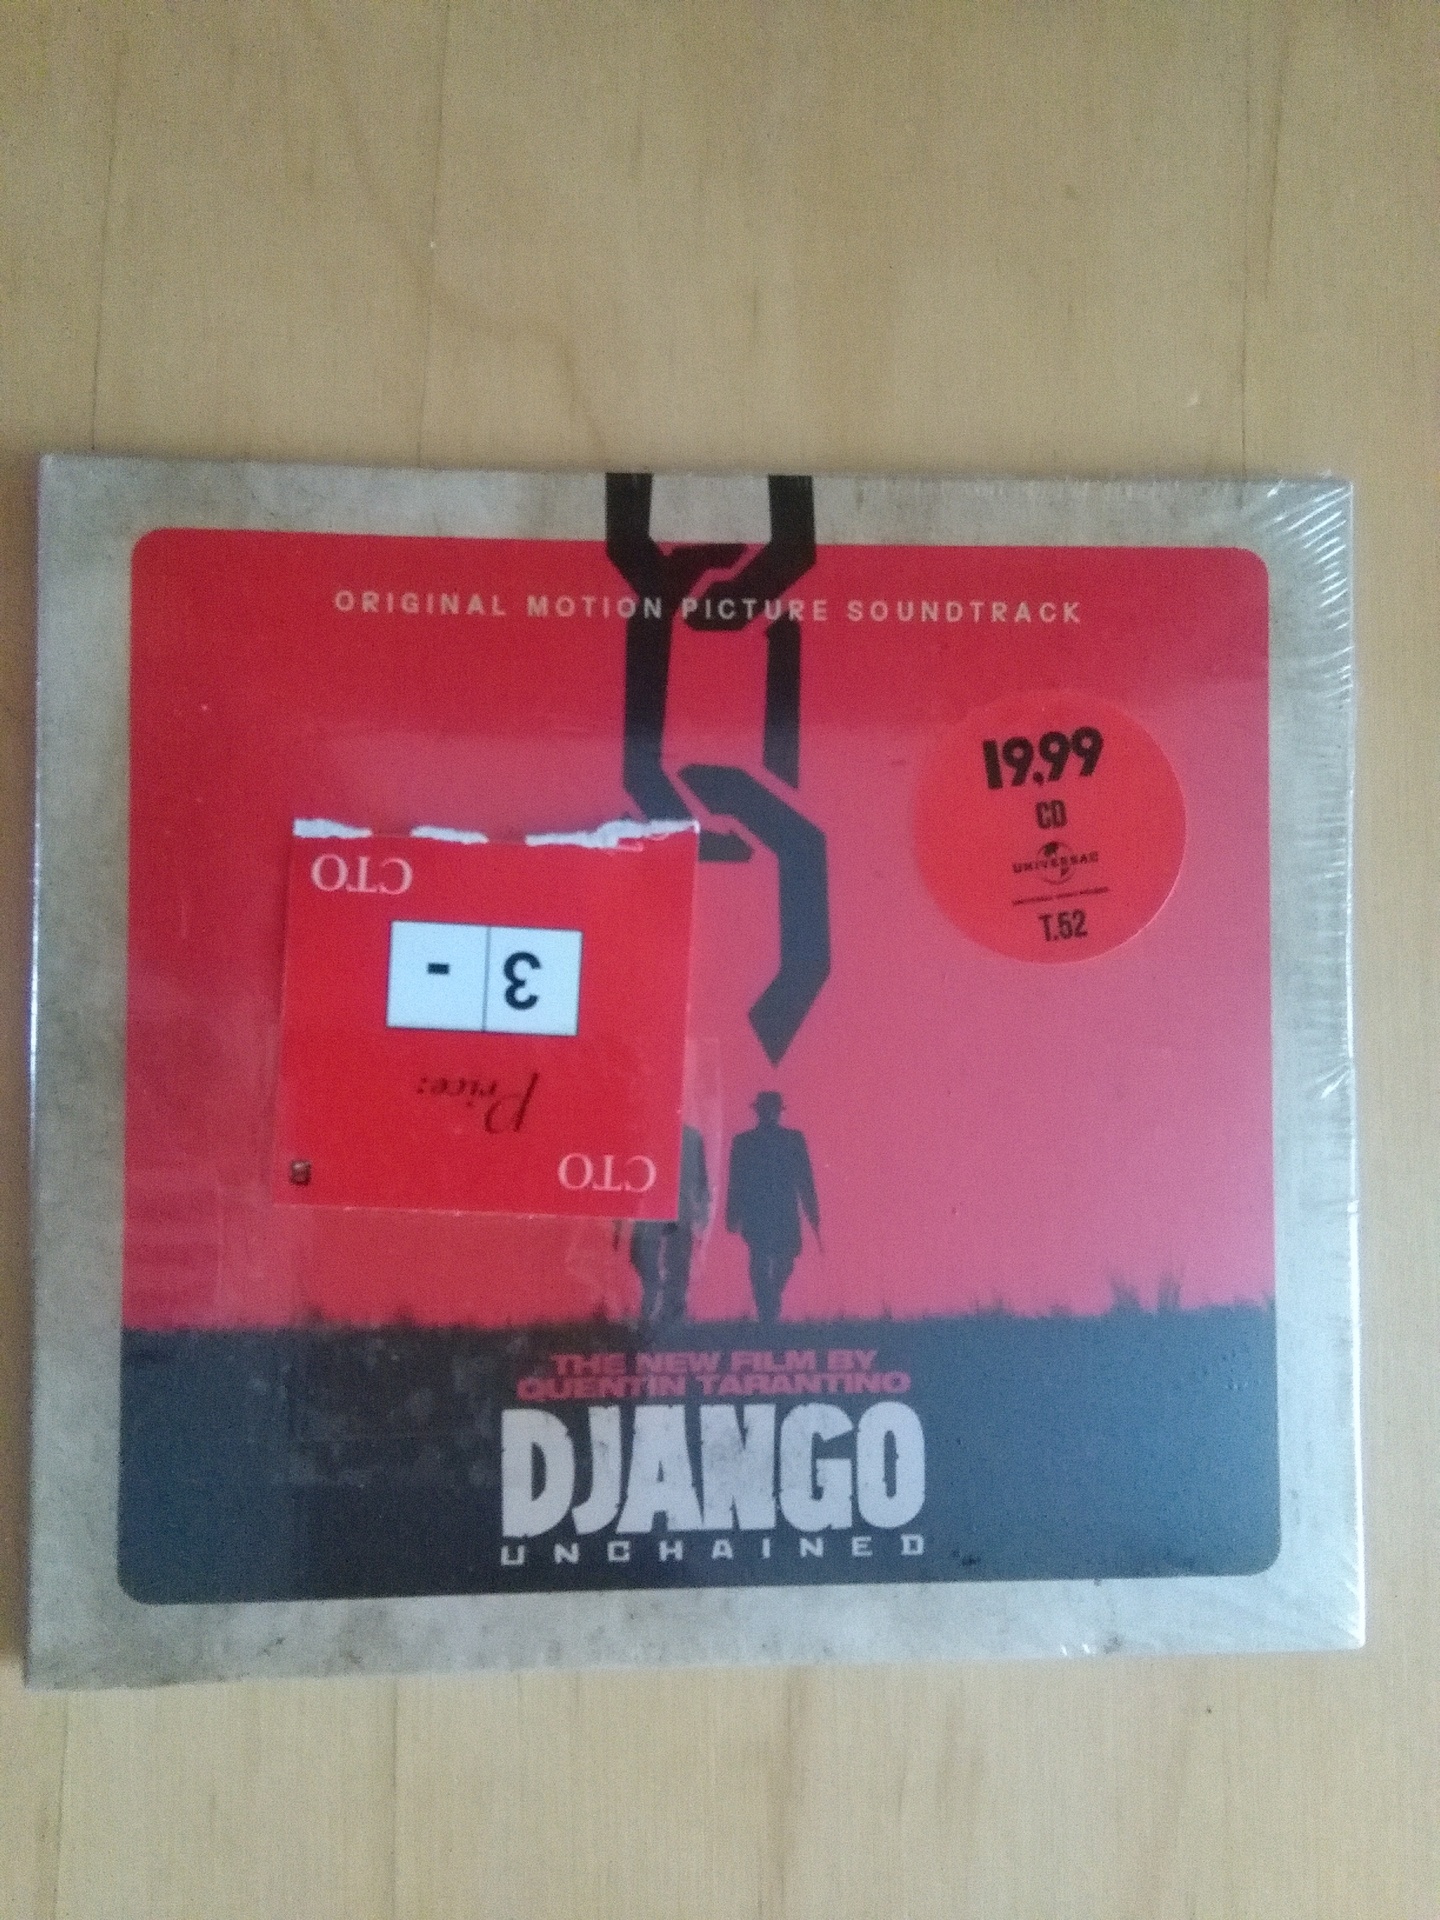 ORIGINAL MOTION PICTURE SOUNDTRACK
19,99
CD
UNIVERSAL
T.52
CTO
Price:
3 -
CTO
THE NEW FILM BY
QUENTIN TARANTINO
DJANGO
UNCHAINED